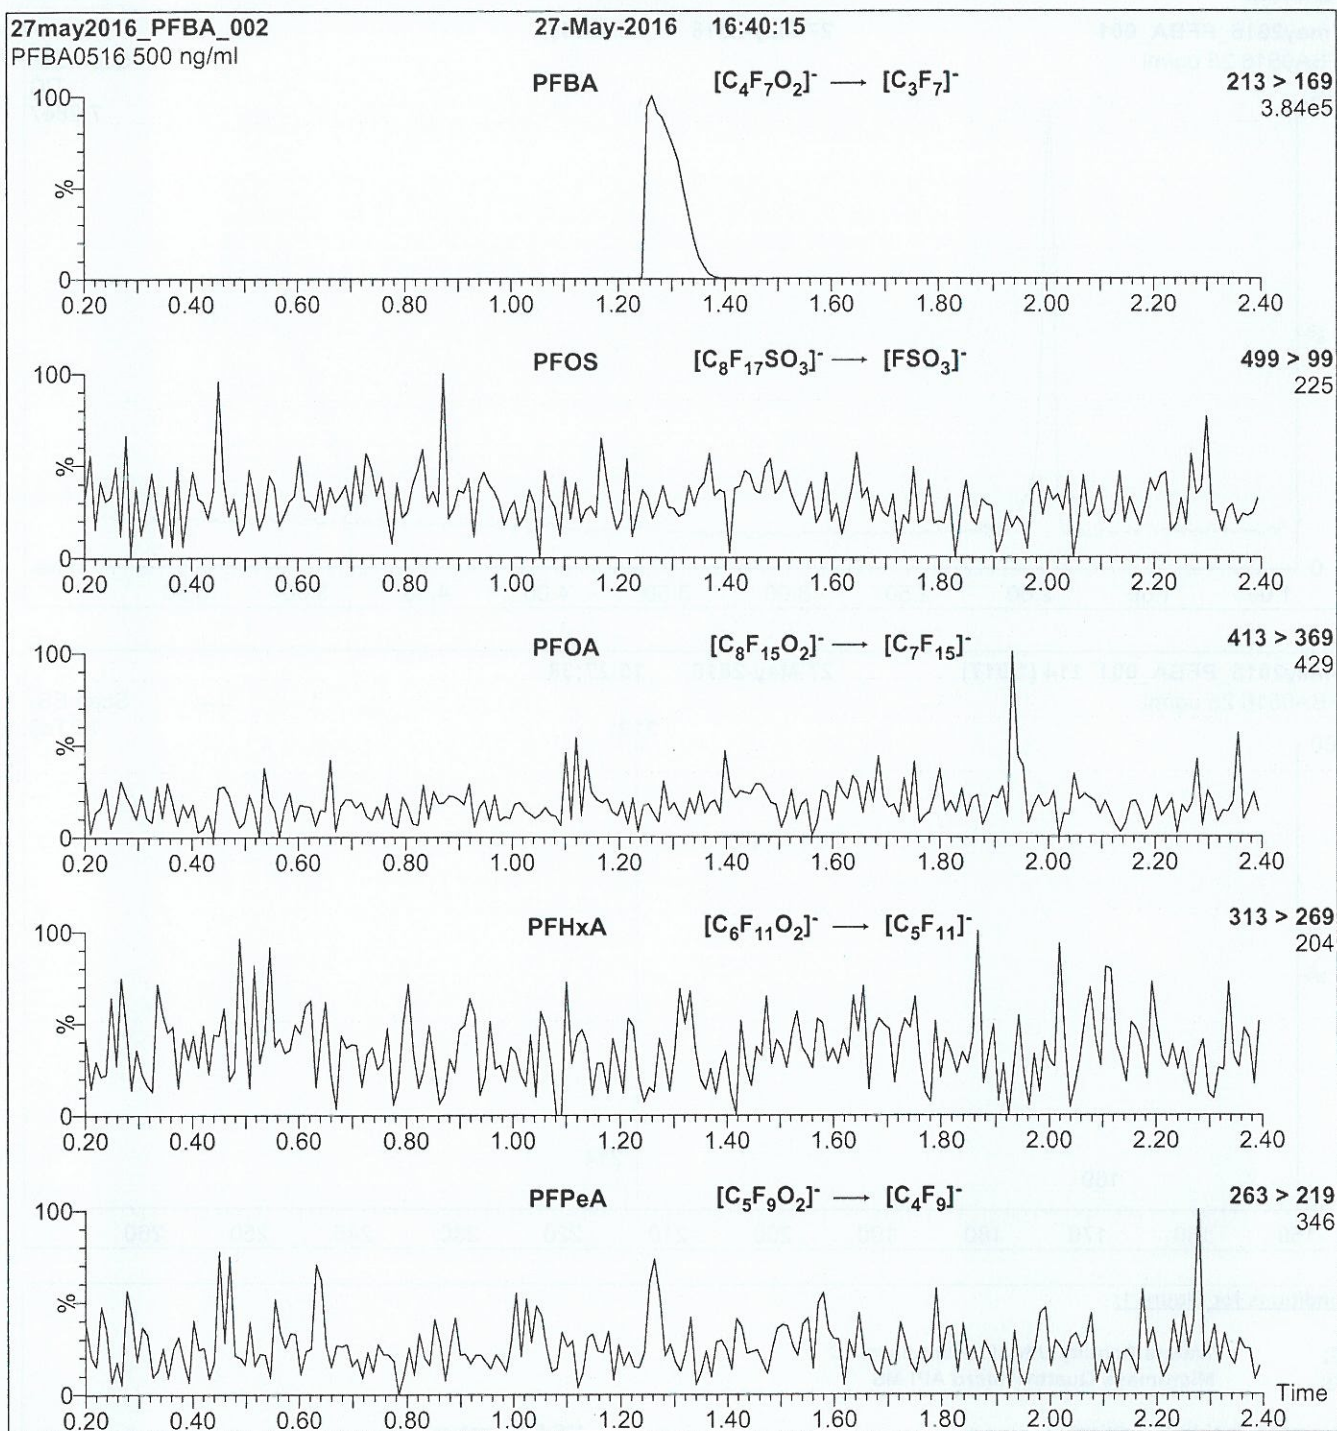 27may2016_PFBA_002 27-May-2016 16:40:15
PFBA0516 500 ng/ml
PFBA [C4F7O2]- → [C3F7]- 213 > 169
3.84e5
100
%
0
0.20 0.40 0.60 0.80 1.00 1.20 1.40 1.60 1.80 2.00 2.20 2.40
PFOS [C8F17SO3]- → [FSO3]- 499 > 99
225
100
%
0
0.20 0.40 0.60 0.80 1.00 1.20 1.40 1.60 1.80 2.00 2.20 2.40
PFOA [C8F15O2]- → [C7F15]- 413 > 369
429
100
%
0
0.20 0.40 0.60 0.80 1.00 1.20 1.40 1.60 1.80 2.00 2.20 2.40
PFHxA [C6F11O2]- → [C5F11]- 313 > 269
204
100
%
0
0.20 0.40 0.60 0.80 1.00 1.20 1.40 1.60 1.80 2.00 2.20 2.40
PFPeA [C5F9O2]- → [C4F9]- 263 > 219
346
100
%
0
Time
0.20 0.40 0.60 0.80 1.00 1.20 1.40 1.60 1.80 2.00 2.20 2.40